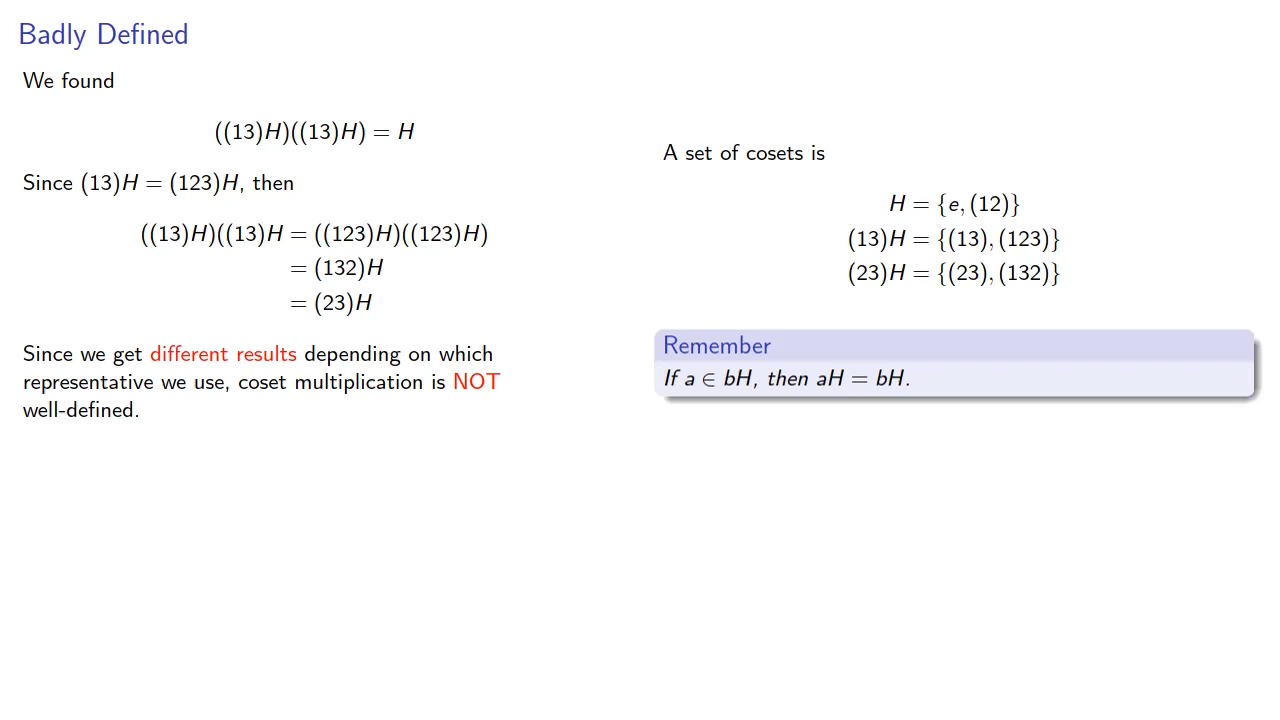 Badly Defined
We found
((13)H)((13)H) = H
Since (13)H = (123)H, then
((13)H)((13)H = ((123)H)((123)H)
= (132)H
= (23)H
Since we get different results depending on which
representative we use, coset multiplication is NOT
well-defined.
A set of cosets is
H = {e, (12)}
(13)H = {(13), (123)}
(23)H = {(23), (132)}
Remember
If a ∈ bH, then aH = bH.